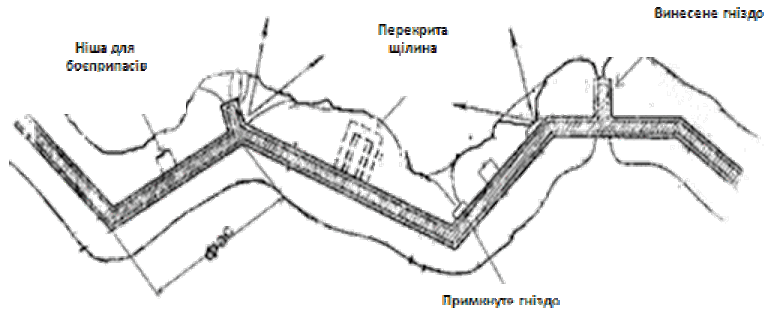 Винесене гніздо
Перекрита
щілина
Ніша для
боєприпасів
Примкнуте гніздо